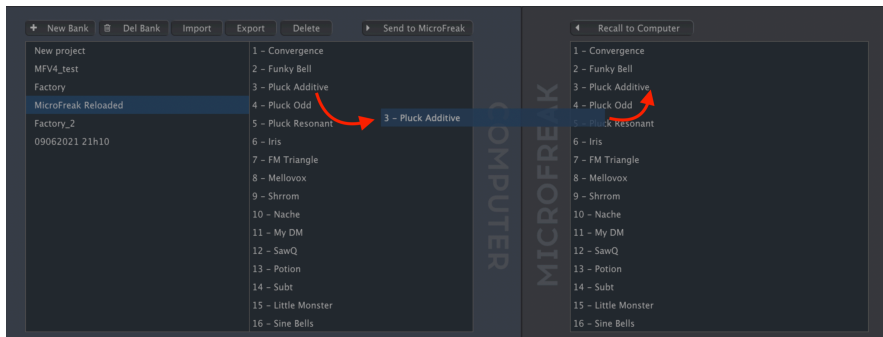 New Bank Del Bank Import Export Delete Send to MicroFreak
New project
MFV4_test
Factory
MicroFreak Reloaded
Factory_2
09062021 21h10
1 – Convergence
2 – Funky Bell
3 – Pluck Additive
4 – Pluck Odd
5 – Pluck Resonant
6 – Iris
7 – FM Triangle
8 – Mellovox
9 – Shrrom
10 – Nache
11 – My DM
12 – SawQ
13 – Potion
14 – Subt
15 – Little Monster
16 – Sine Bells
3 – Pluck Additive
COMPUTER
MICROFREAK
Recall to Computer
1 – Convergence
2 – Funky Bell
3 – Pluck Additive
4 – Pluck Odd
5 – Pluck Resonant
6 – Iris
7 – FM Triangle
8 – Mellovox
9 – Shrrom
10 – Nache
11 – My DM
12 – SawQ
13 – Potion
14 – Subt
15 – Little Monster
16 – Sine Bells